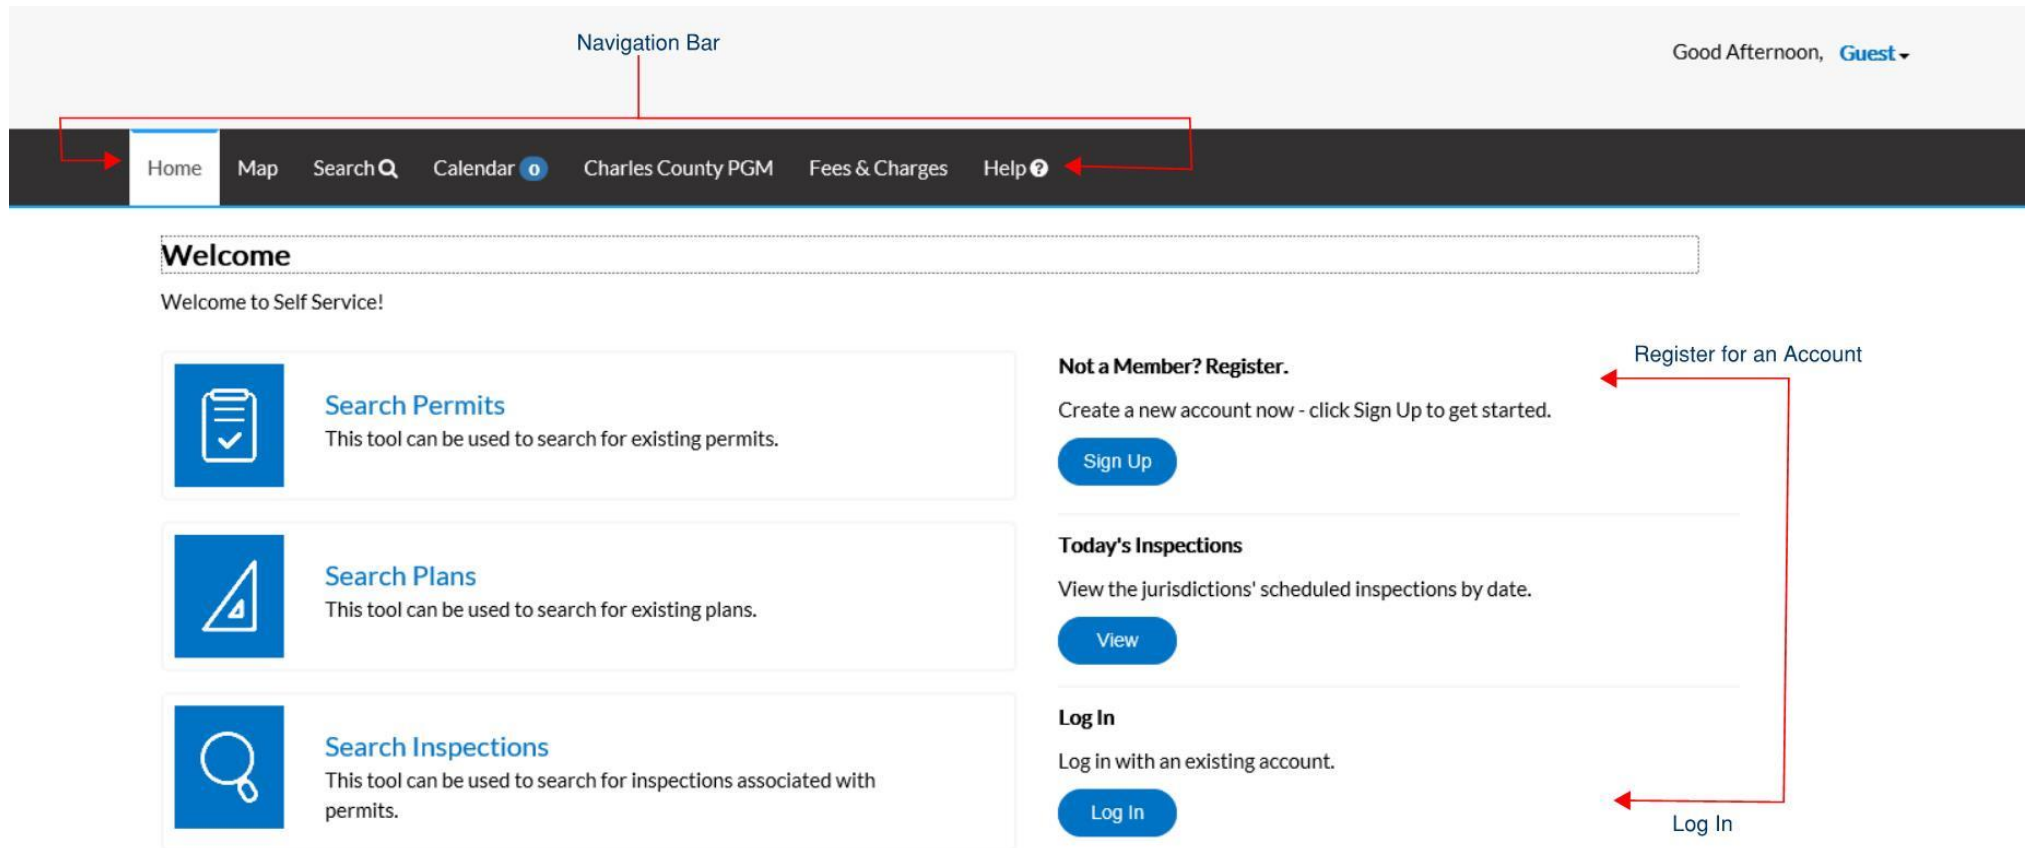 Navigation Bar
Good Afternoon, Guest
Home Map Search Calendar 0 Charles County PGM Fees & Charges Help
Welcome
Welcome to Self Service!
Search Permits
This tool can be used to search for existing permits.
Search Plans
This tool can be used to search for existing plans.
Search Inspections
This tool can be used to search for inspections associated with
permits.
Not a Member? Register.
Create a new account now - click Sign Up to get started.
Sign Up
Today's Inspections
View the jurisdictions' scheduled inspections by date.
View
Log In
Log in with an existing account.
Log In
Register for an Account
Log In